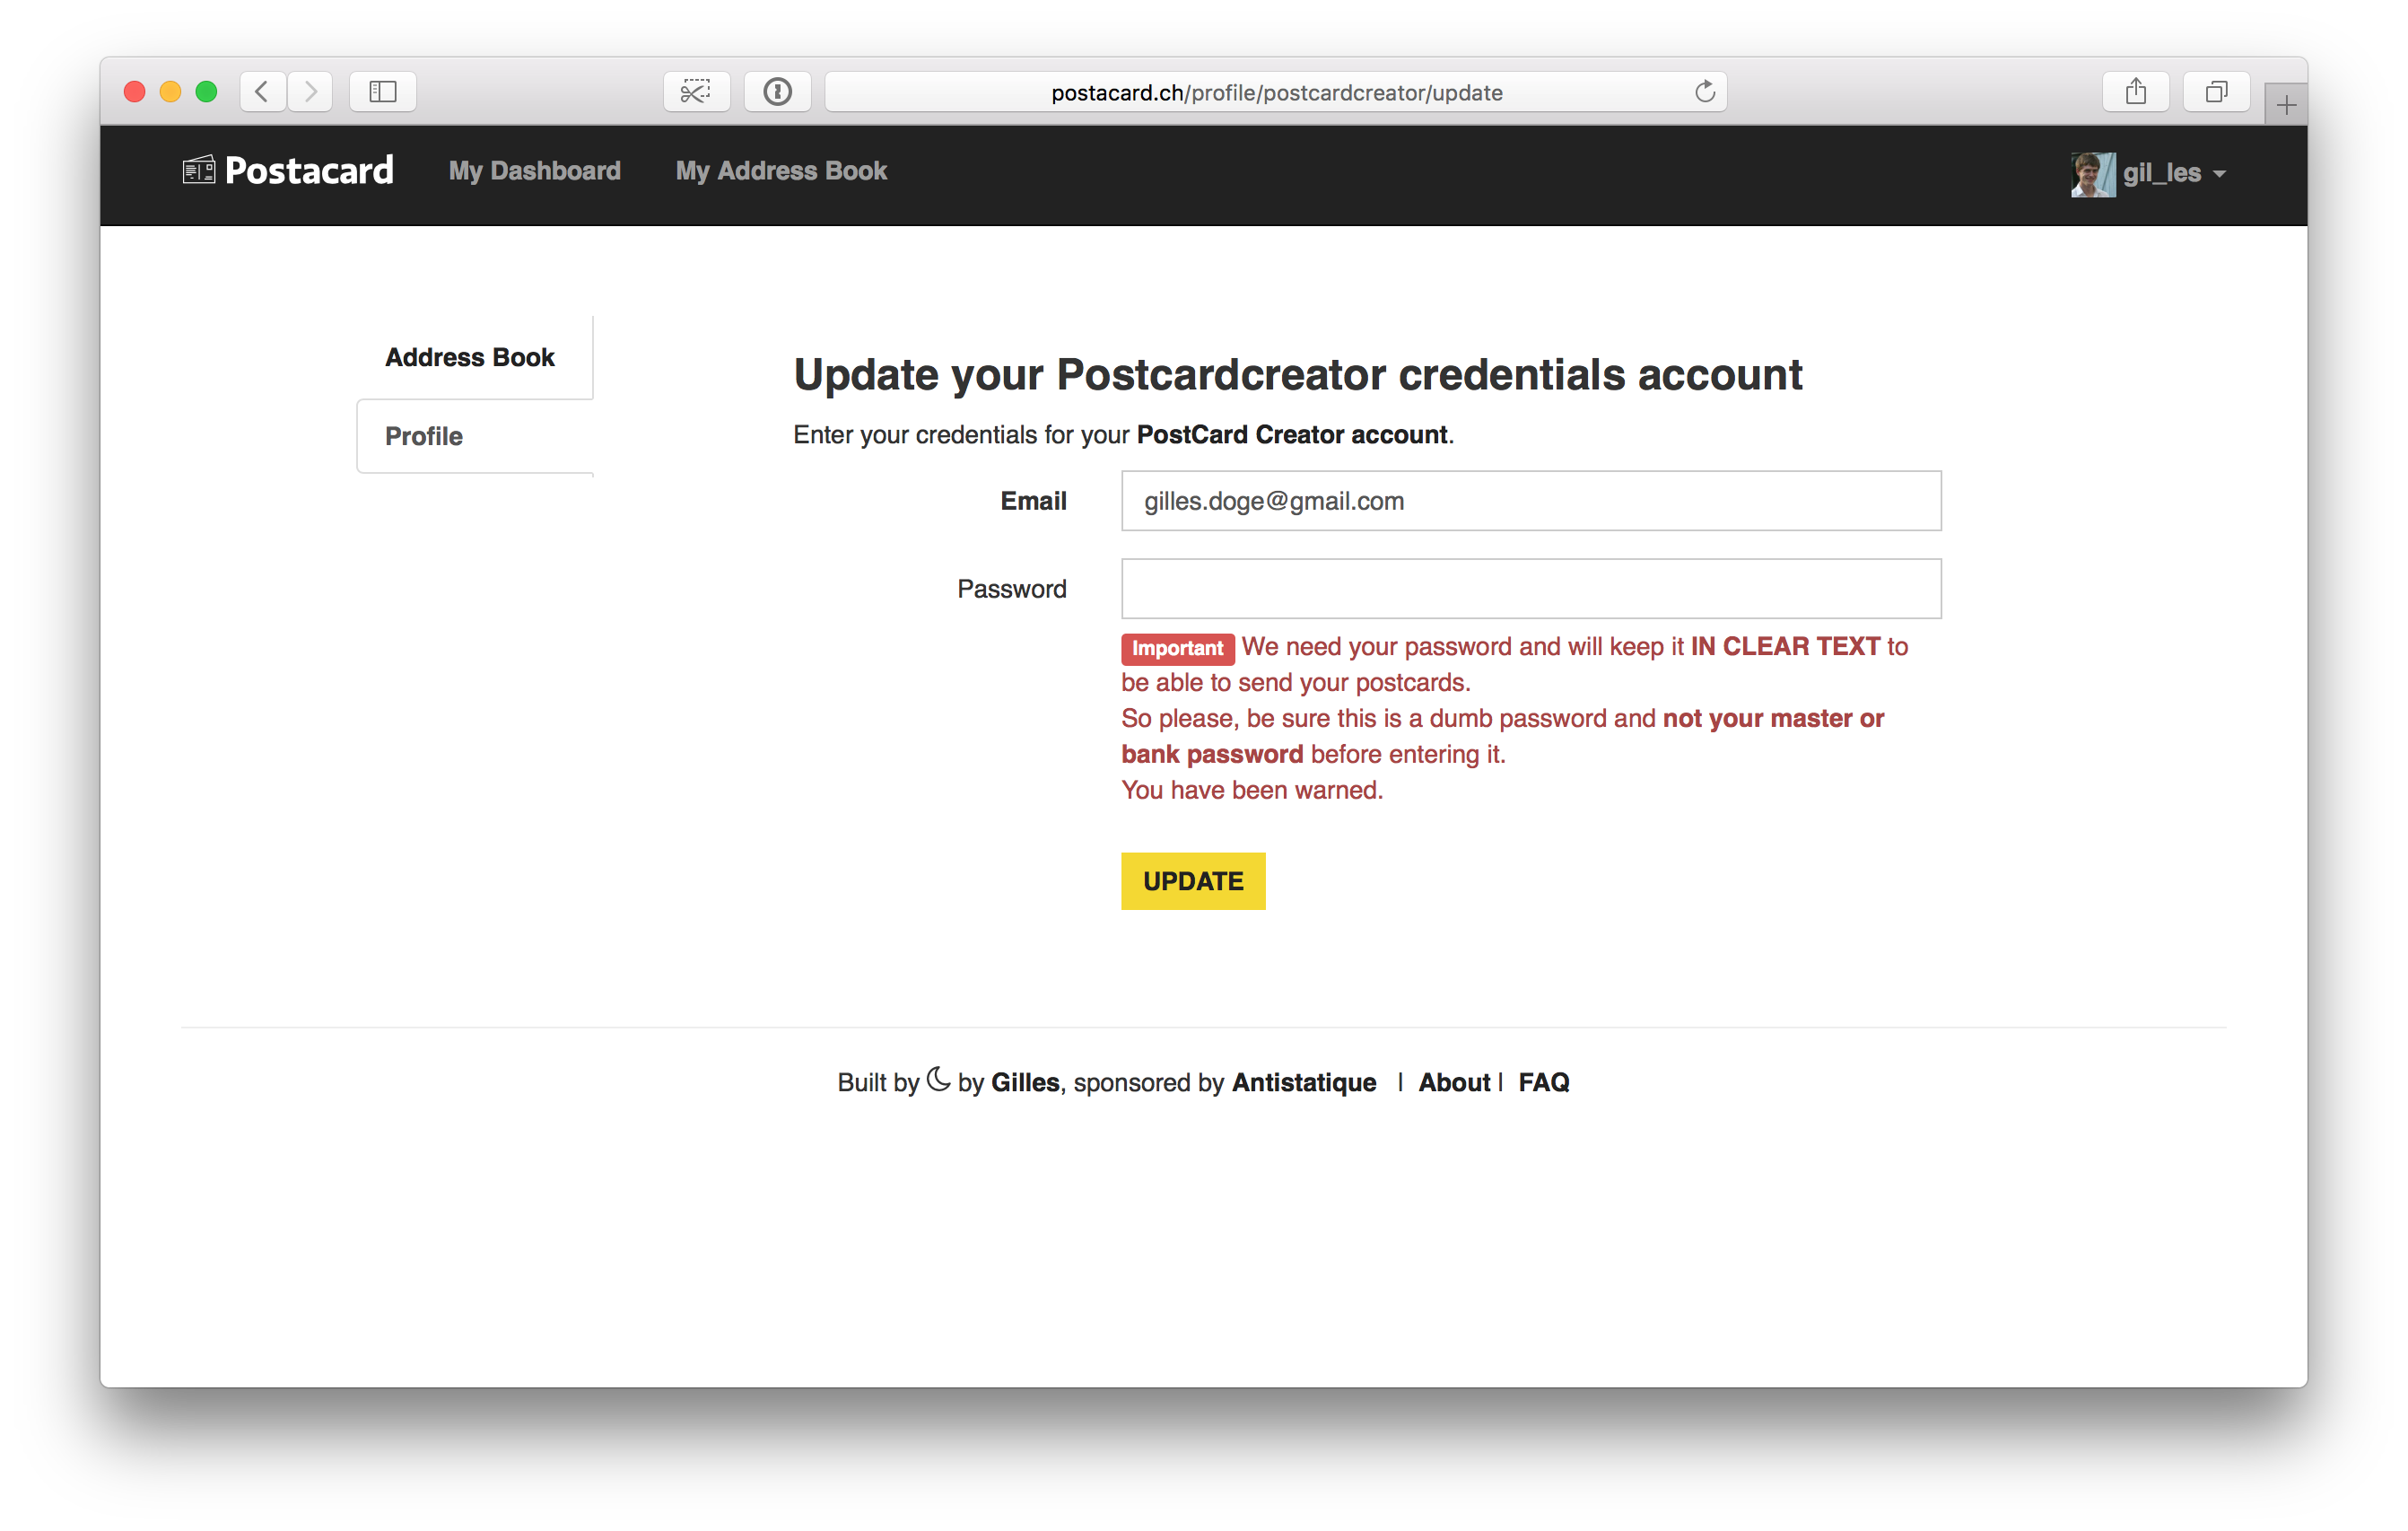 postacard.ch/profile/postcardcreator/update
Postacard My Dashboard My Address Book gil_les
Address Book
Profile
Update your Postcardcreator credentials account
Enter your credentials for your PostCard Creator account.
Email gilles.doge@gmail.com
Password
Important We need your password and will keep it IN CLEAR TEXT to
be able to send your postcards.
So please, be sure this is a dumb password and not your master or
bank password before entering it.
You have been warned.
UPDATE
Built by by Gilles, sponsored by Antistatique | About | FAQ